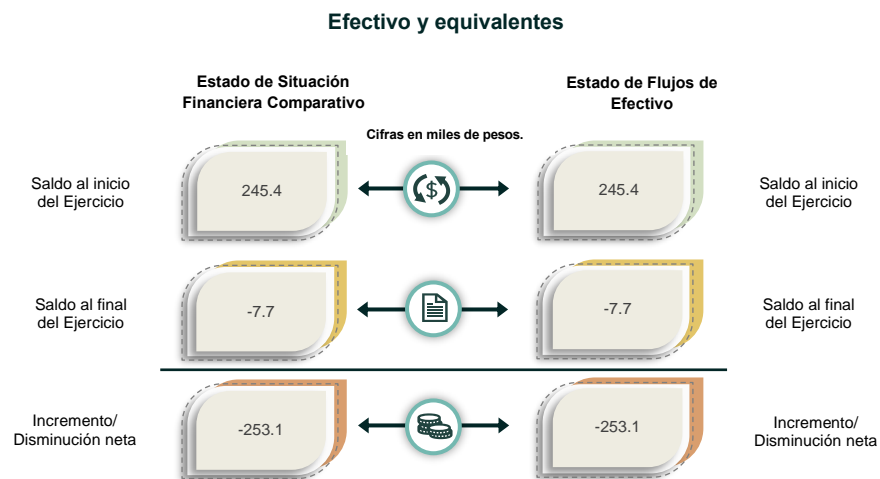 Efectivo y equivalentes
Estado de Situación
Financiera Comparativo
Estado de Flujos de
Efectivo
Cifras en miles de pesos.
Saldo al inicio
del Ejercicio
245.4
$
245.4
Saldo al inicio
del Ejercicio
Saldo al final
del Ejercicio
-7.7
-7.7
Saldo al final
del Ejercicio
Incremento/
Disminución neta
-253.1
-253.1
Incremento/
Disminución neta